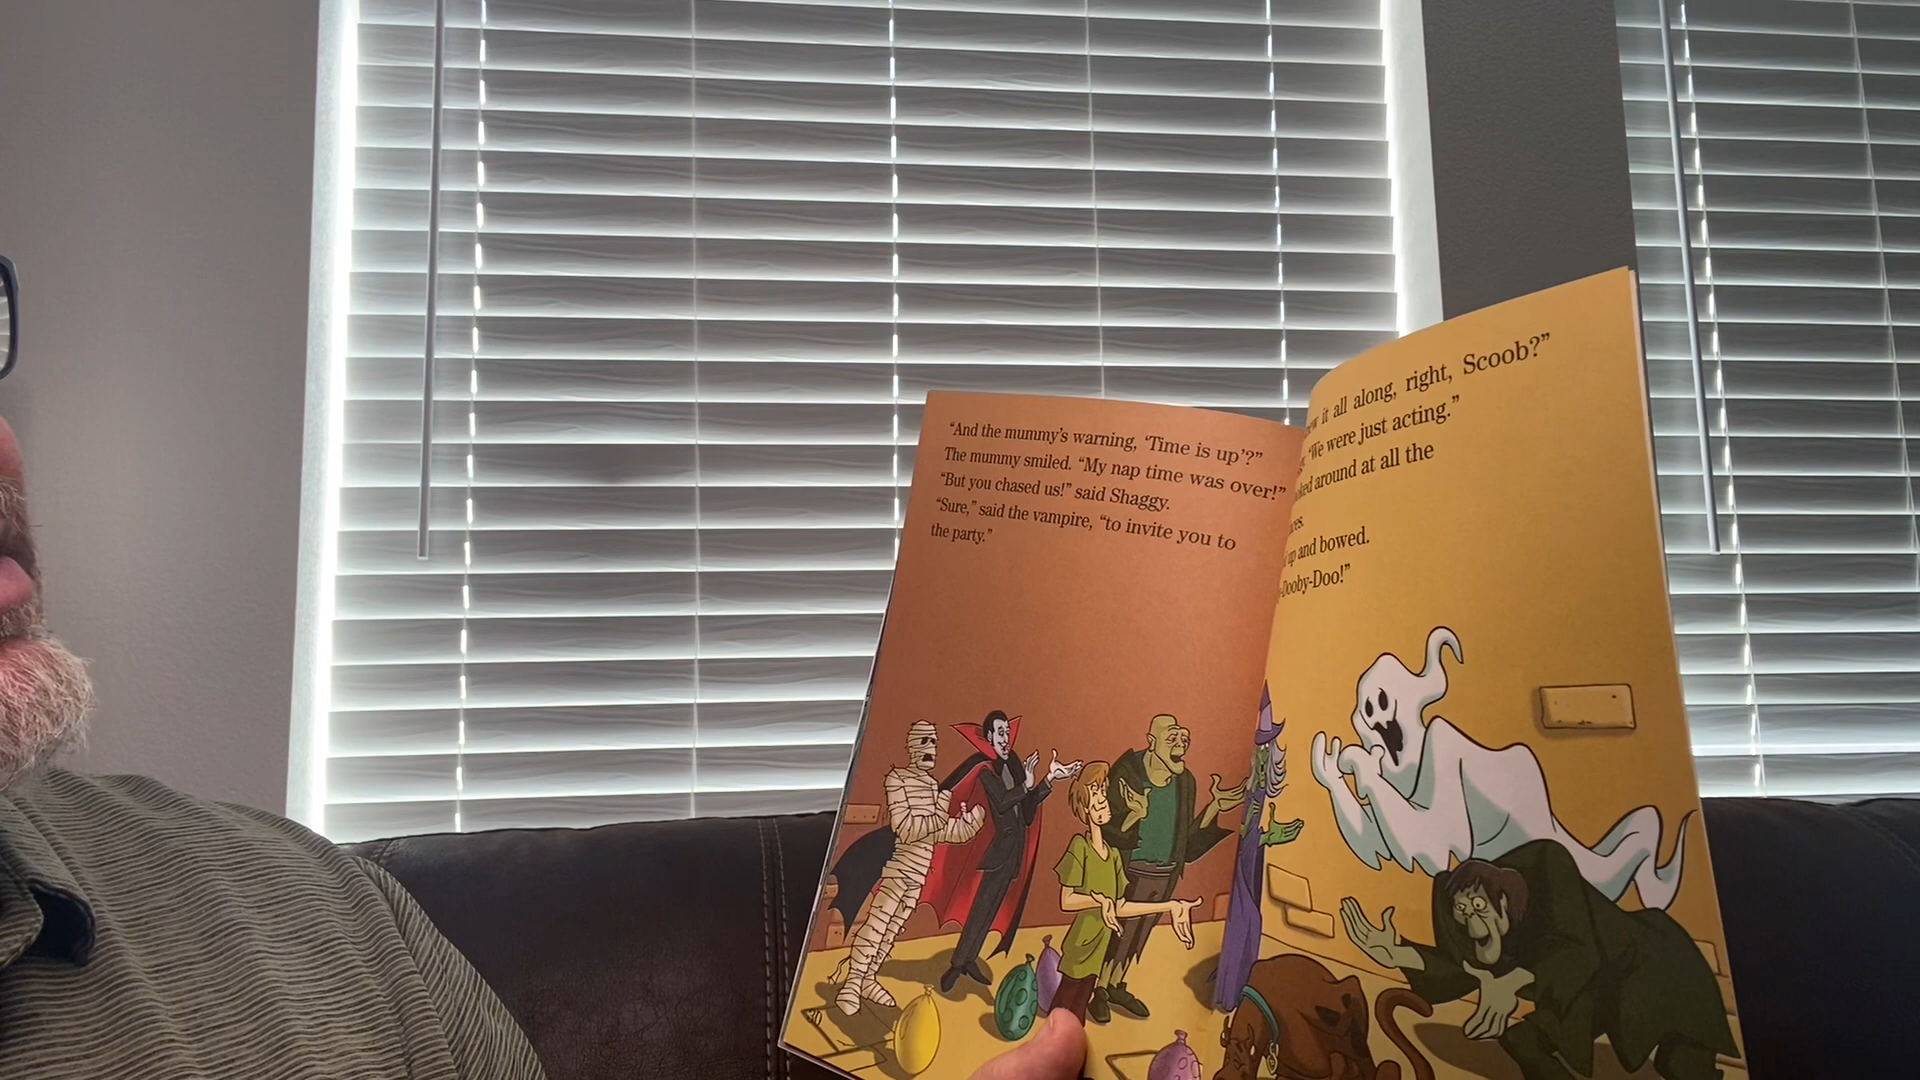 “And the mummy’s warning, ‘Time is up’?”
The mummy smiled. “My nap time was over!”
“But you chased us!” said Shaggy.
“Sure,” said the vampire, “to invite you to
the party.”
it all along, right, Scoob?”
“We were just acting.”
around at all the
up and bowed.
-Dooby-Doo!”